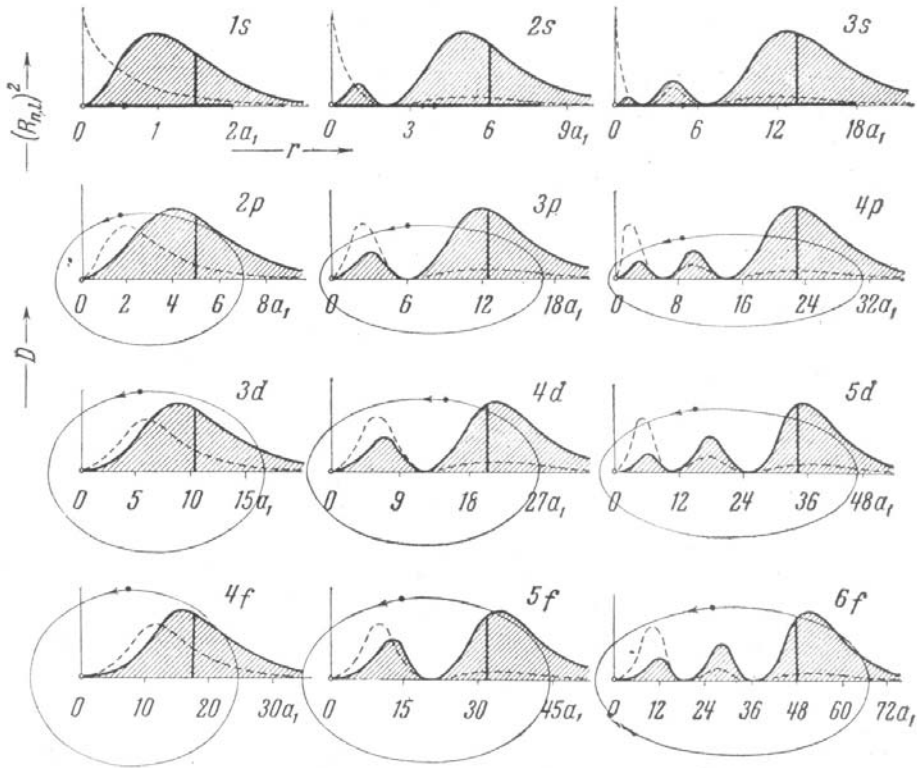 1s 2s 3s
(Rn,l)²
0 1 2a₁ 0 3 6 9a₁ 0 6 12 18a₁
r
2p 3p 4p
0 2 4 6 8a₁ 0 6 12 18a₁ 0 8 16 24 32a₁
D
3d 4d 5d
0 5 10 15a₁ 0 9 16 27a₁ 0 12 24 36 48a₁
4f 5f 6f
0 10 20 30a₁ 0 15 30 45a₁ 0 12 24 36 48 60 72a₁